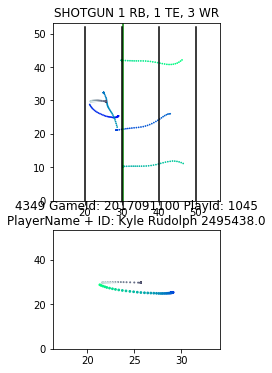 SHOTGUN 1 RB, 1 TE, 3 WR
50
40
30
20
10
0
20 30 40 50
4349 GameId: 2017091100 PlayId: 1045
PlayerName + ID: Kyle Rudolph 2495438.0
40
20
0
20 25 30